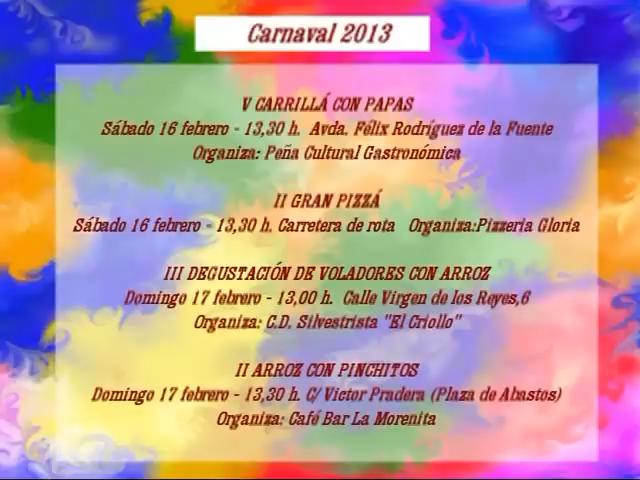 Carnaval 2013
V CARRILLÁ CON PAPAS
Sábado 16 febrero - 13,30 h. Avda. Félix Rodríguez de la Fuente
Organiza: Peña Cultural Gastronómica
II GRAN PIZZÁ
Sábado 16 febrero - 13,30 h. Carretera de rota Organiza:Pizzeria Gloria
III DEGUSTACIÓN DE VOLADORES CON ARROZ
Domingo 17 febrero - 13,00 h. Calle Virgen de los Reyes,6
Organiza: C.D. Silvestrista "El Criollo"
II ARROZ CON PINCHITOS
Domingo 17 febrero - 13,30 h. C/ Victor Pradera (Plaza de Abastos)
Organiza: Café Bar La Morenita